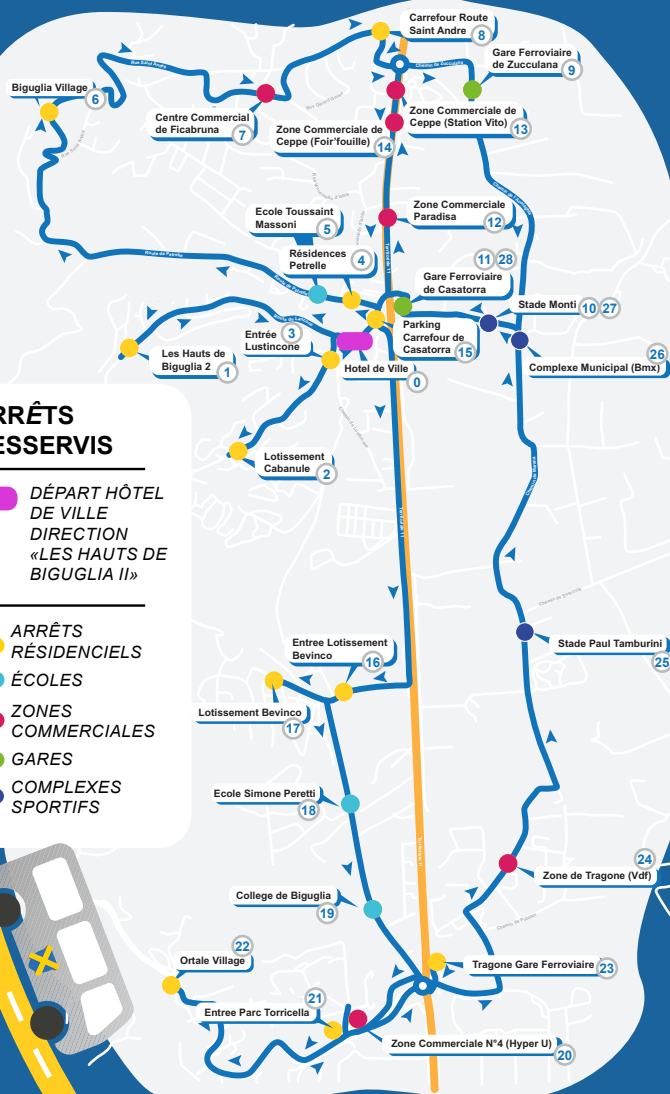 Carrefour Route
Saint Andre
8
Gare Ferroviaire
de Zucculana
9
Biguglia Village
6
Centre Commercial
de Ficabruna
7
Zone Commerciale de
Ceppe (Foir'fouille)
14
Zone Commerciale de
Ceppe (Station Vito)
13
Zone Commerciale
Paradisa
12
Ecole Toussaint
Massoni
5
Résidences
Petrelle
4
11 28
Gare Ferroviaire
de Casatorra
Stade Monti
10 27
Entrée
Lustincone
3
Parking
Carrefour de
Casatorra
15
Les Hauts de
Biguglia 2
1
Hotel de Ville
0
26
Complexe Municipal (Bmx)
Lotissement
Cabanule
2
RRÊTS
ESSERVIS
DÉPART HÔTEL
DE VILLE
DIRECTION
«LES HAUTS DE
BIGUGLIA II»
ARRÊTS
RÉSIDENCIELS
ÉCOLES
ZONES
COMMERCIALES
GARES
COMPLEXES
SPORTIFS
Entree Lotissement
Bevinco
16
Stade Paul Tamburini
25
Lotissement Bevinco
17
Ecole Simone Peretti
18
24
Zone de Tragone (Vdf)
College de Biguglia
19
22
Ortale Village
Tragone Gare Ferroviaire
23
21
Entree Parc Torricella
Zone Commerciale N°4 (Hyper U)
20
Route de Petrelle
Territoriale 11